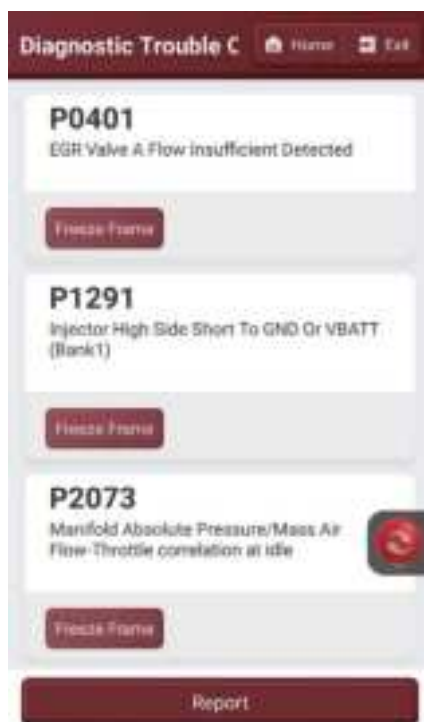 Diagnostic Trouble C
Home
Exit
P0401
EGR Valve A Flow Insufficient Detected
Freeze Frame
P1291
Injector High Side Short To GND Or VBATT
(Bank1)
Freeze Frame
P2073
Manifold Absolute Pressure/Mass Air
Flow-Throttle correlation at idle
Freeze Frame
Report